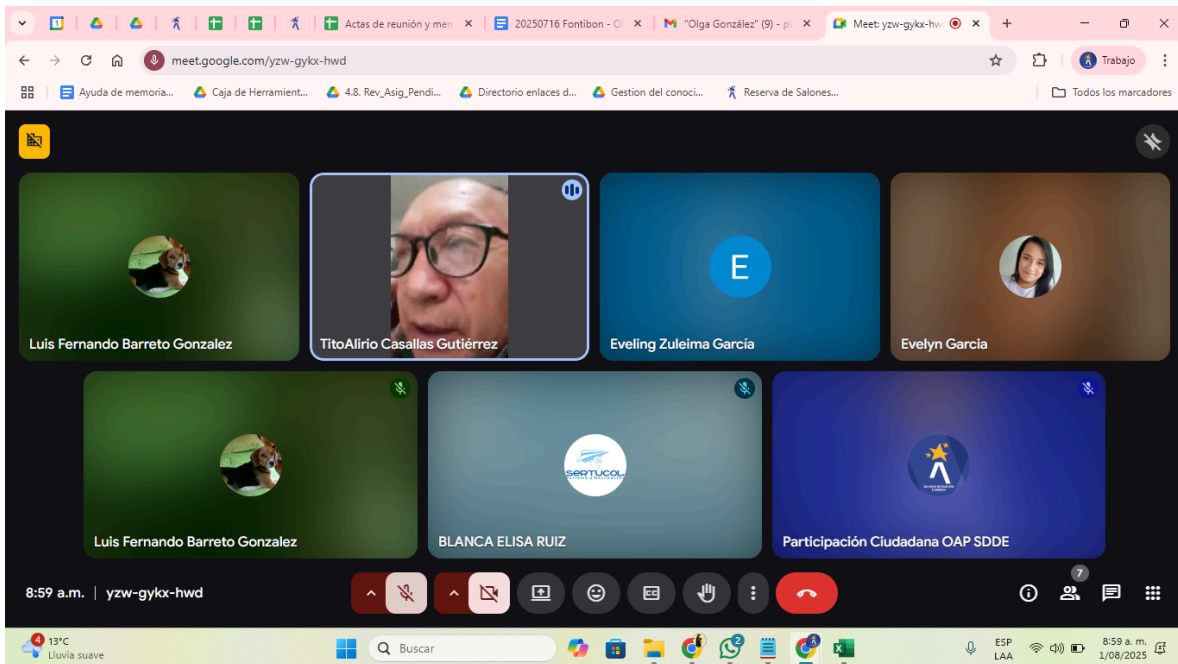 Actas de reunión y mem
20250716 Fontibon - O
"Olga González" (9) - pa
Meet: yzw-gykx-hw
meet.google.com/yzw-gykx-hwd
Trabajo
Ayuda de memoria...
Caja de Herramient...
4.8. Rev_Asig_Pendi...
Directorio enlaces d...
Gestion del conoci...
Reserva de Salones...
Todos los marcadores
Luis Fernando Barreto Gonzalez
TitoAlirio Casallas Gutiérrez
E
Eveling Zuleima García
Evelyn Garcia
Luis Fernando Barreto Gonzalez
SERTUCOL
BLANCA ELISA RUIZ
Participación Ciudadana OAP SDDE
8:59 a.m. | yzw-gykx-hwd
7
4
13°C
Lluvia suave
Buscar
2
ESP
LAA
8:59 a. m.
1/08/2025